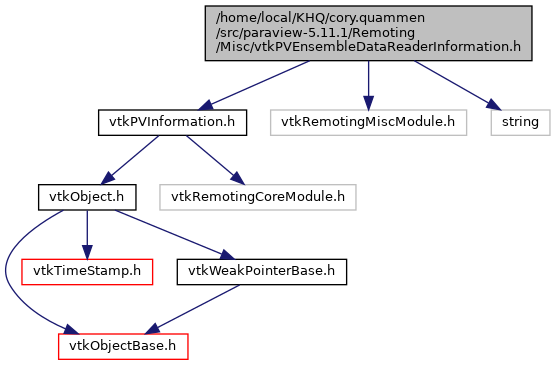 /home/local/KHQ/cory.quammen
/src/paraview-5.11.1/Remoting
/Misc/vtkPVEnsembleDataReaderInformation.h
vtkPVInformation.h
vtkRemotingMiscModule.h
string
vtkObject.h
vtkRemotingCoreModule.h
vtkTimeStamp.h
vtkWeakPointerBase.h
vtkObjectBase.h